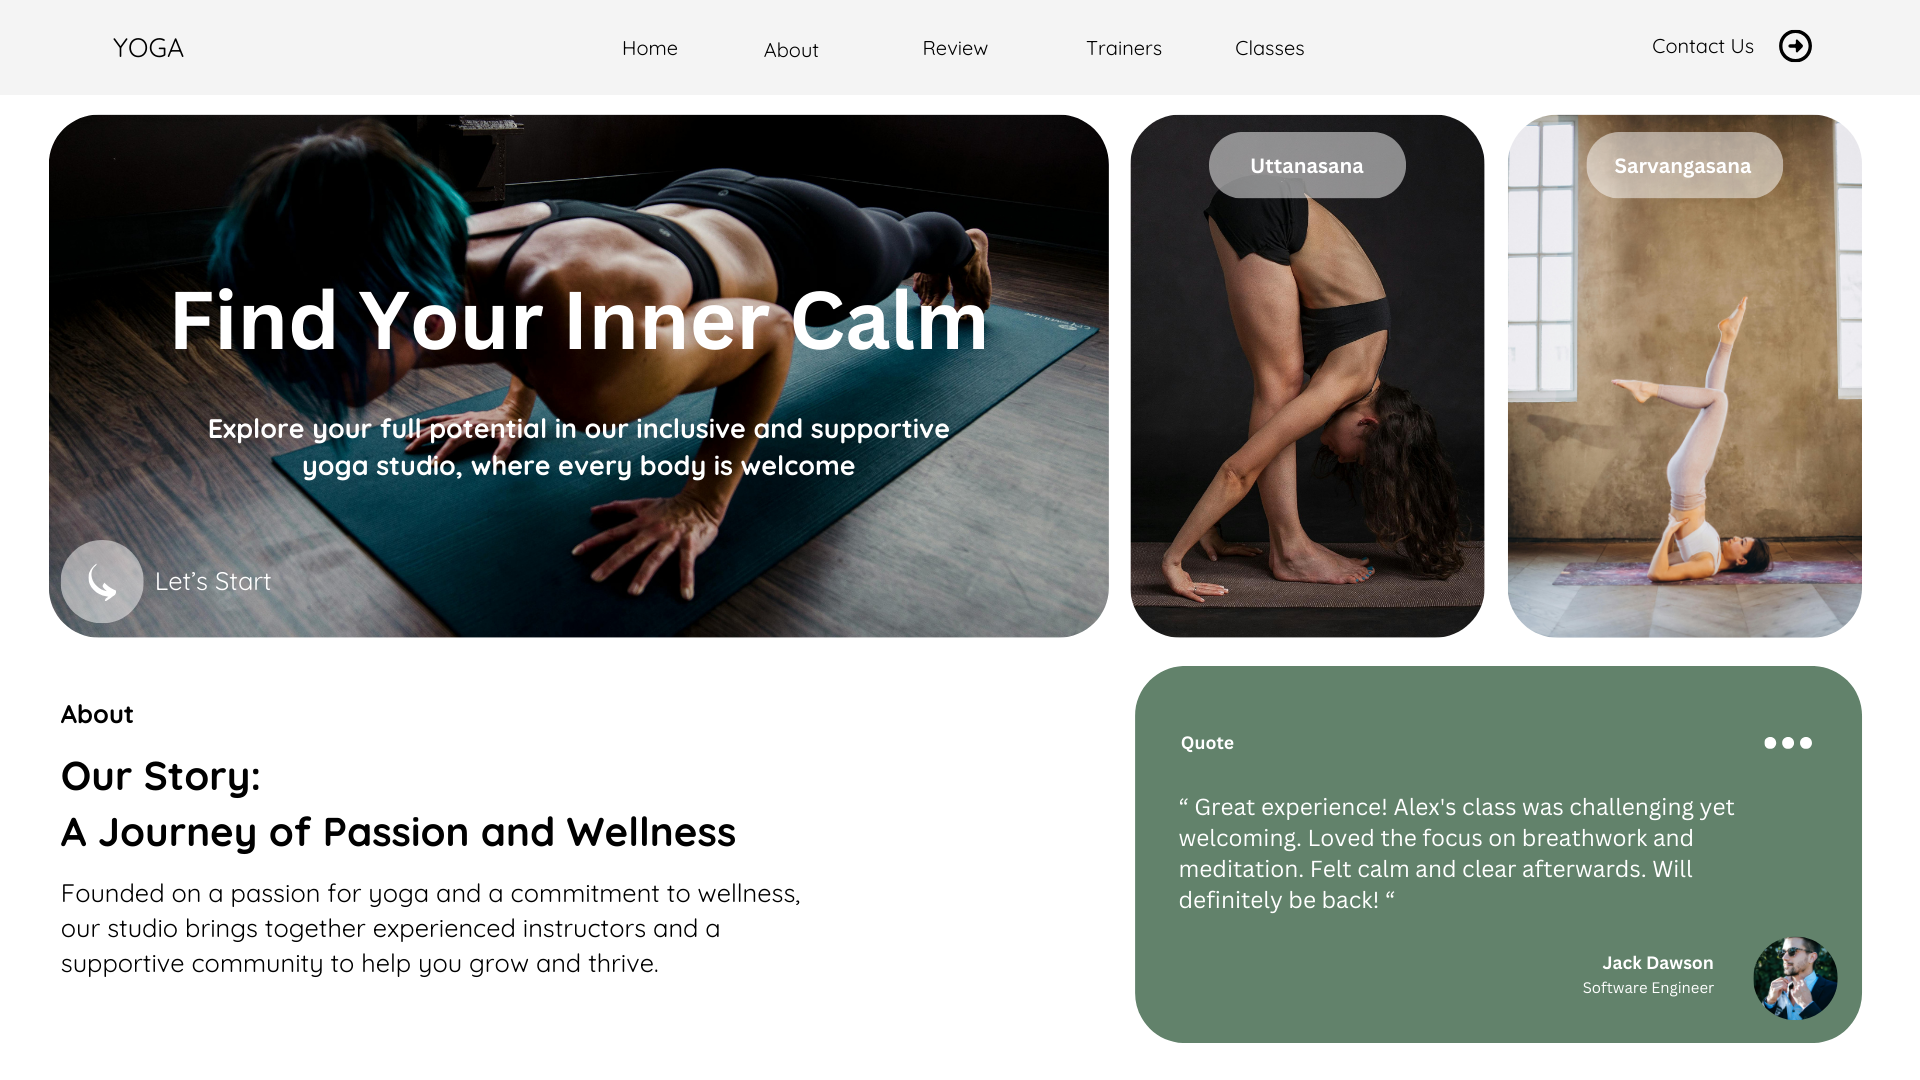 YOGA
Home
About
Review
Trainers
Classes
Contact Us
Find Your Inner Calm
Explore your full potential in our inclusive and supportive
yoga studio, where every body is welcome
Let’s Start
Uttanasana
Sarvangasana
About
Our Story:
A Journey of Passion and Wellness
Founded on a passion for yoga and a commitment to wellness,
our studio brings together experienced instructors and a
supportive community to help you grow and thrive.
Quote
“ Great experience! Alex's class was challenging yet
welcoming. Loved the focus on breathwork and
meditation. Felt calm and clear afterwards. Will
definitely be back! “
Jack Dawson
Software Engineer